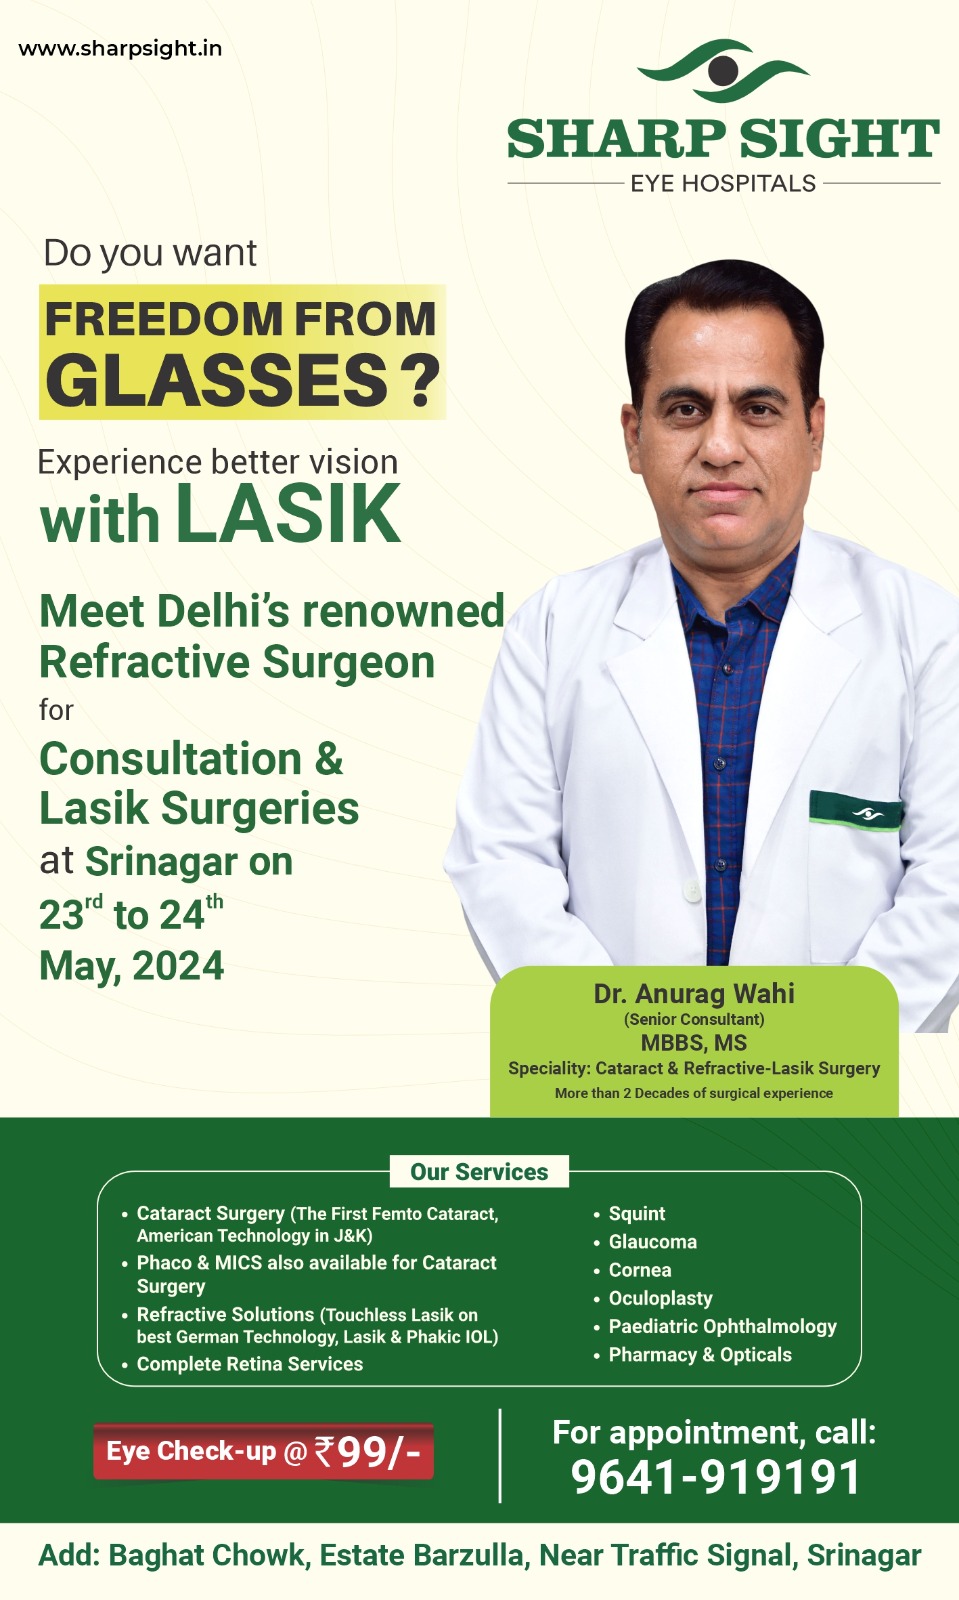 www.sharpsight.in
SHARP SIGHT
EYE HOSPITALS
Do you want
FREEDOM FROM
GLASSES ?
Experience better vision
with LASIK
Meet Delhi's renowned
Refractive Surgeon
for
Consultation &
Lasik Surgeries
at Srinagar on
23rd to 24th
May, 2024
Dr. Anurag Wahi
(Senior Consultant)
MBBS, MS
Speciality: Cataract & Refractive-Lasik Surgery
More than 2 Decades of surgical experience
Our Services
• Cataract Surgery (The First Femto Cataract,
American Technology in J&K)
• Phaco & MICS also available for Cataract
Surgery
• Refractive Solutions (Touchless Lasik on
best German Technology, Lasik & Phakic IOL)
• Complete Retina Services
• Squint
• Glaucoma
• Cornea
• Oculoplasty
• Paediatric Ophthalmology
• Pharmacy & Opticals
Eye Check-up @ ₹99/-
For appointment, call:
9641-919191
Add: Baghat Chowk, Estate Barzulla, Near Traffic Signal, Srinagar